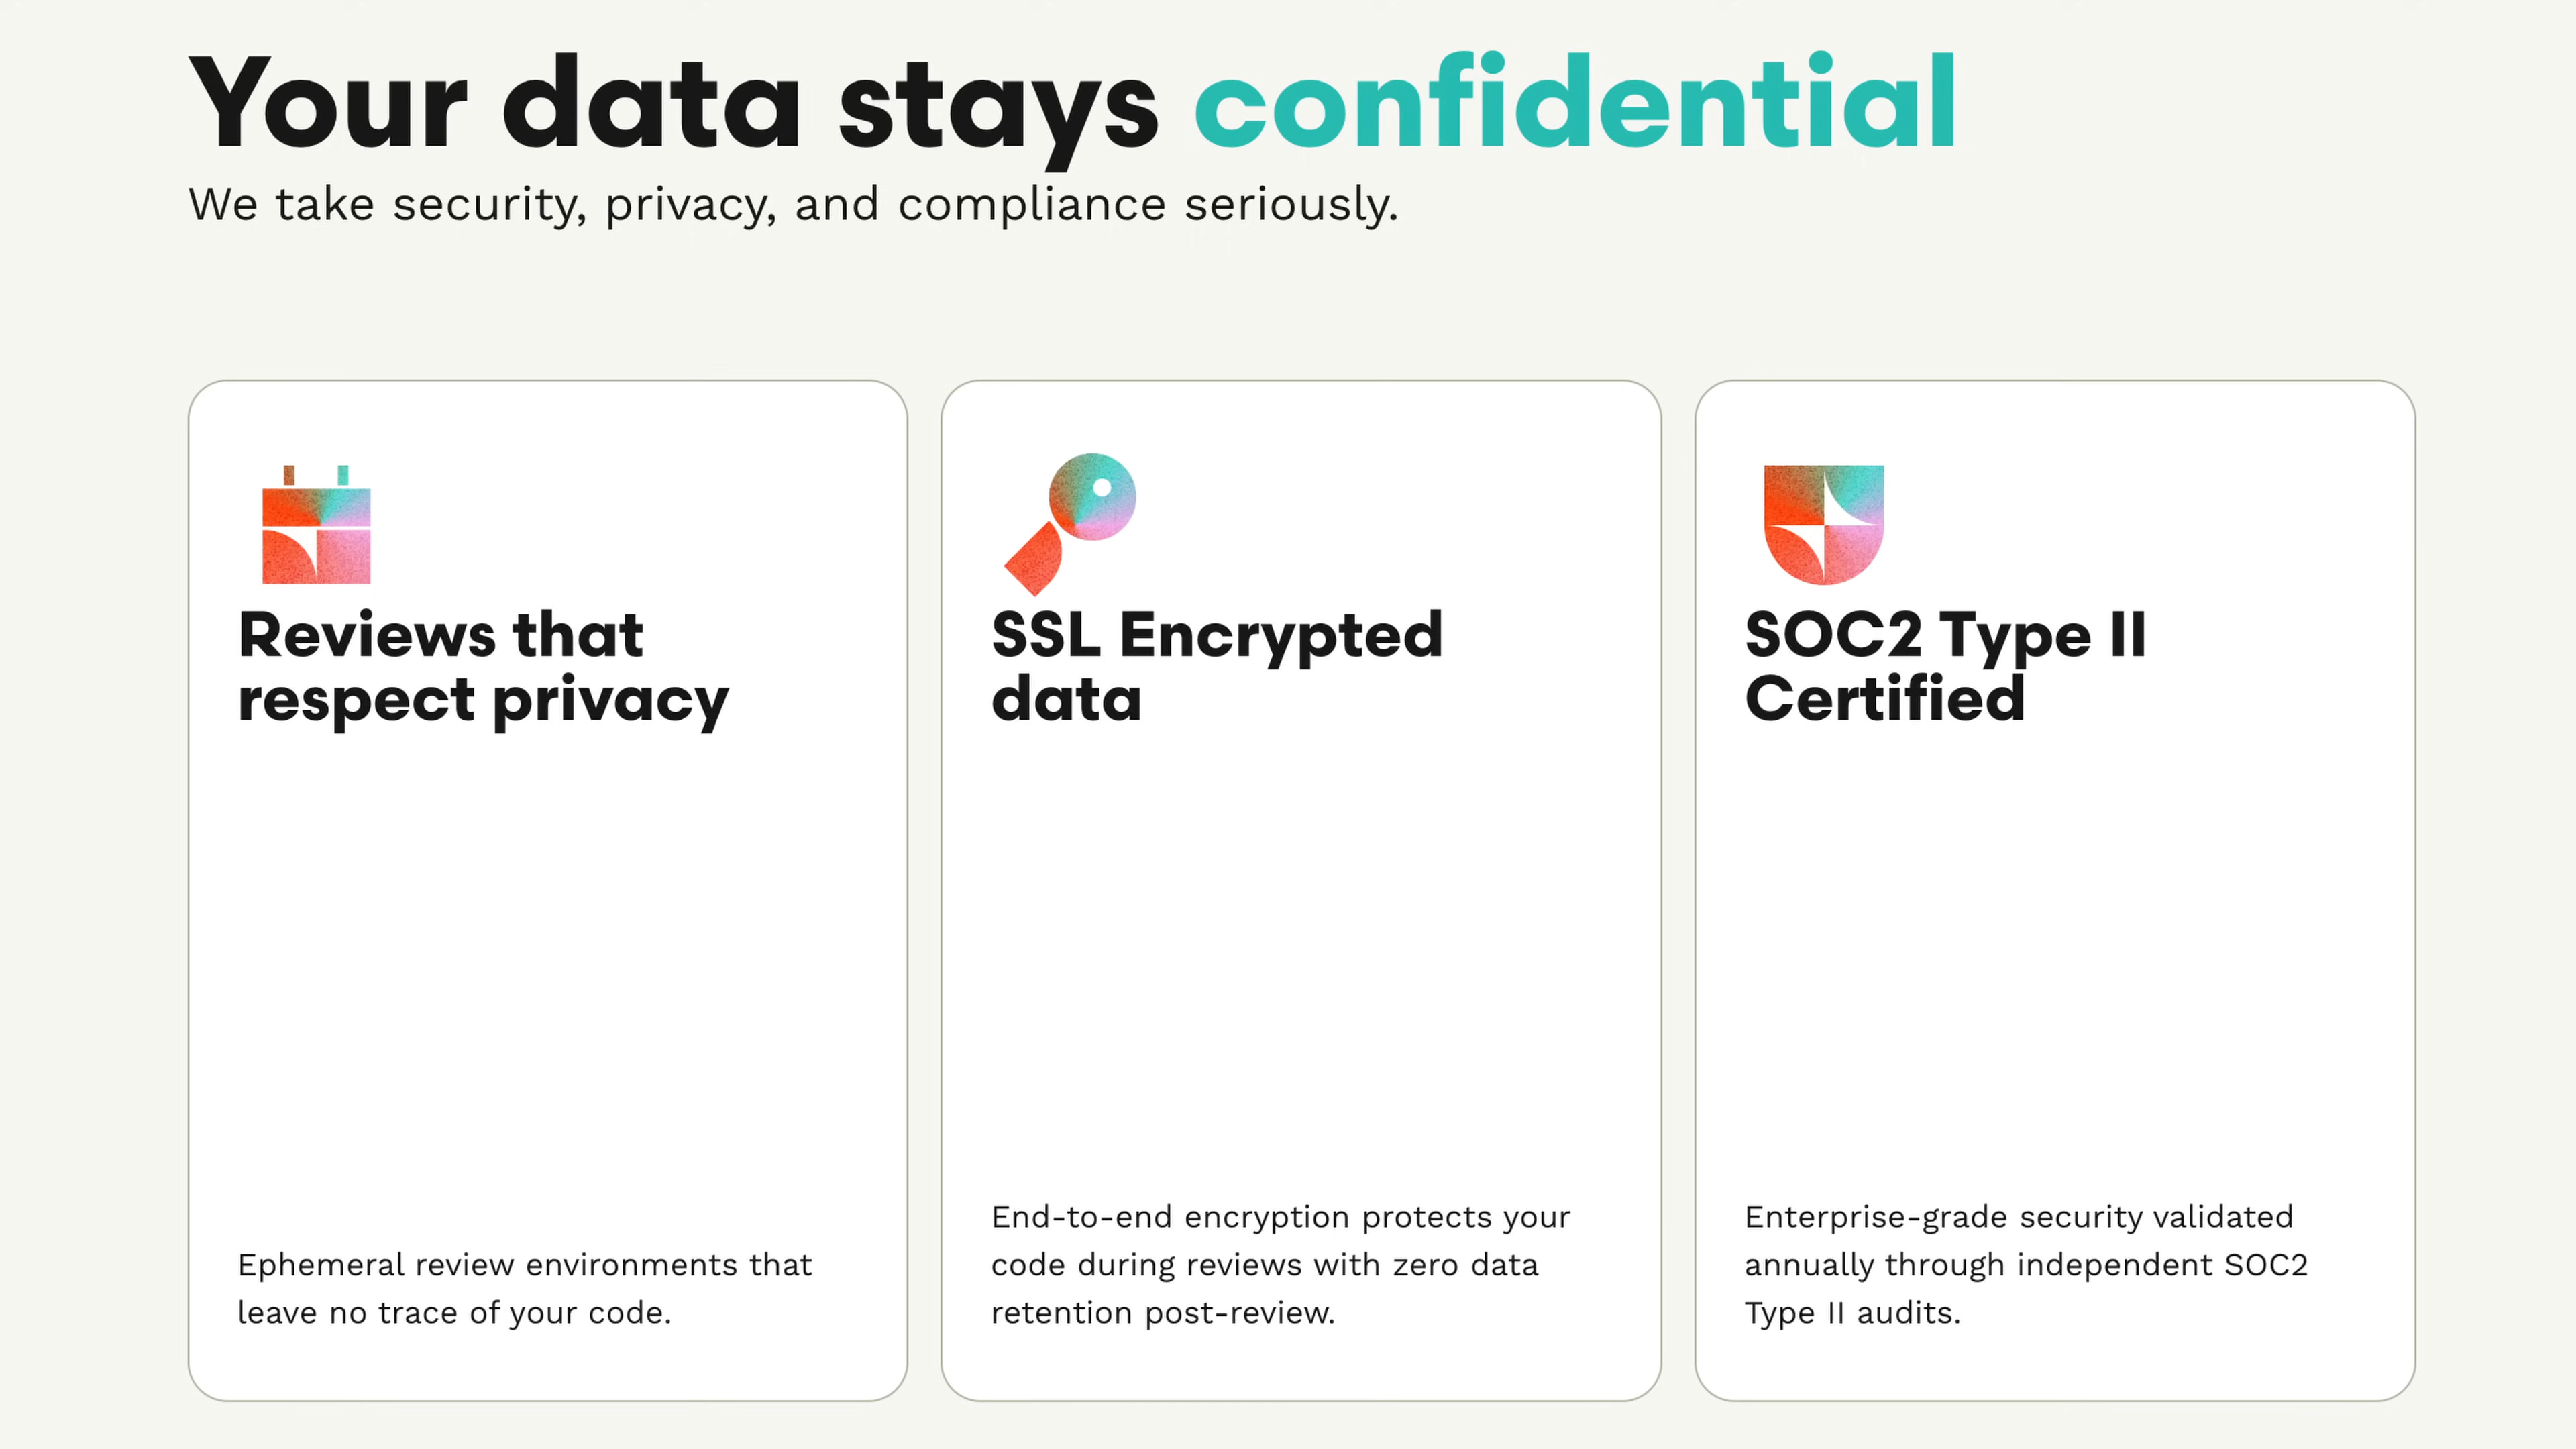 Your data stays confidential
We take security, privacy, and compliance seriously.
Reviews that
respect privacy
Ephemeral review environments that
leave no trace of your code.
SSL Encrypted
data
End-to-end encryption protects your
code during reviews with zero data
retention post-review.
SOC2 Type II
Certified
Enterprise-grade security validated
annually through independent SOC2
Type II audits.